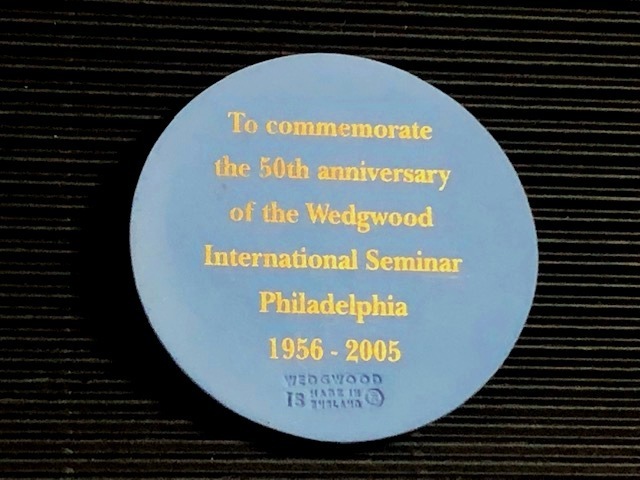 To commemorate
the 50th anniversary
of the Wedgwood
International Seminar
Philadelphia
1956 - 2005
WEDGWOOD
MADE IN
ENGLAND